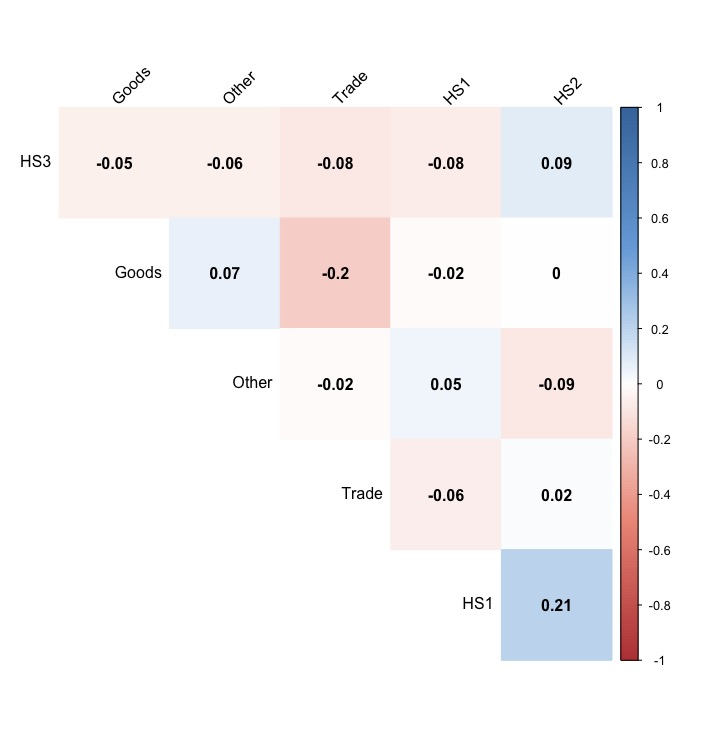 Goods Other Trade HS1 HS2
1
HS3 -0.05 -0.06 -0.08 -0.08 0.09
0.8
0.6
Goods 0.07 -0.2 -0.02 0
0.4
0.2
Other -0.02 0.05 -0.09
0
-0.2
Trade -0.06 0.02
-0.4
-0.6
HS1 0.21
-0.8
-1